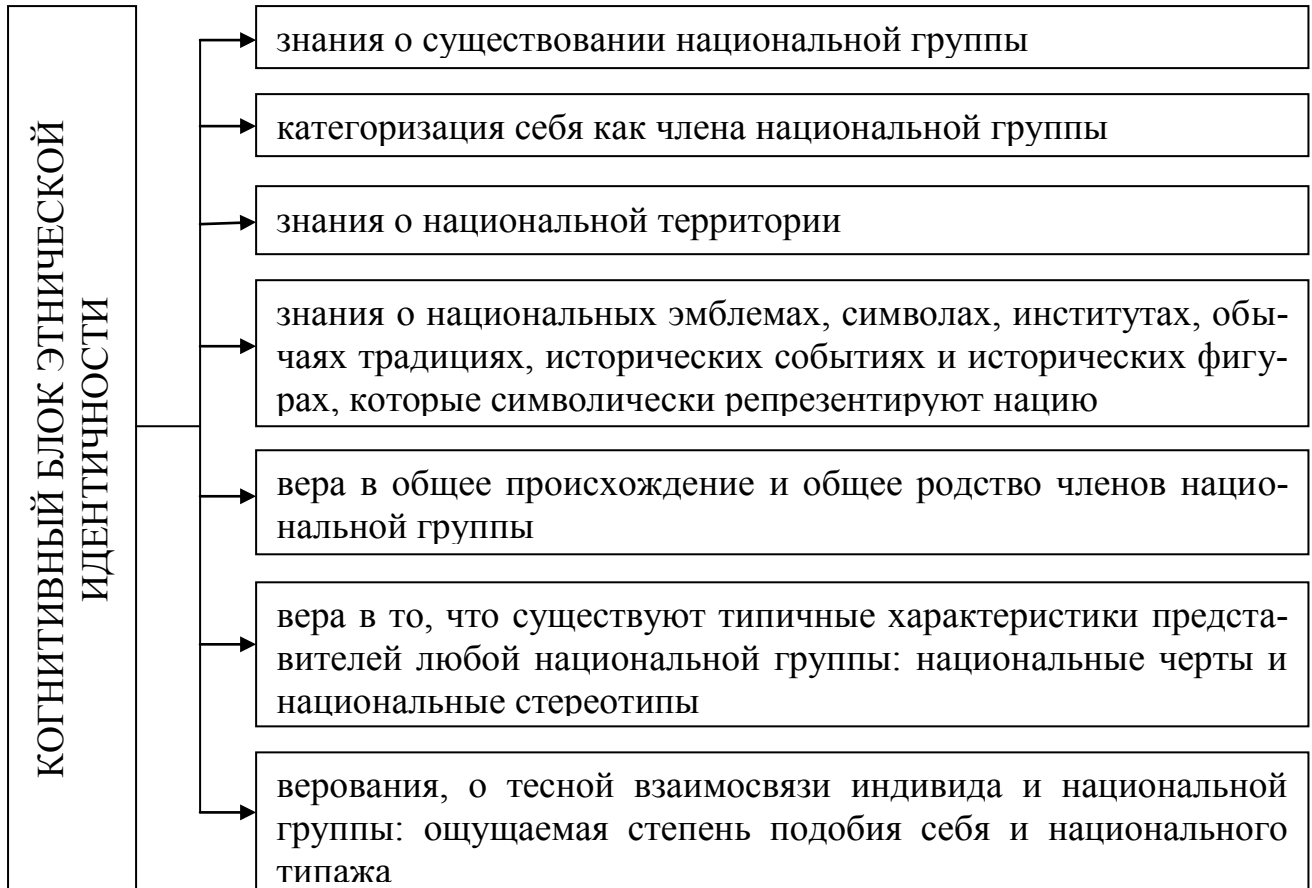 КОГНИТИВНЫЙ БЛОК ЭТНИЧЕСКОЙ
ИДЕНТИЧНОСТИ
знания о существовании национальной группы
категоризация себя как члена национальной группы
знания о национальной территории
знания о национальных эмблемах, символах, институтах, обы-
чаях традициях, исторических событиях и исторических фигу-
рах, которые символически репрезентируют нацию
вера в общее происхождение и общее родство членов нацио-
нальной группы
вера в то, что существуют типичные характеристики предста-
вителей любой национальной группы: национальные черты и
национальные стереотипы
верования, о тесной взаимосвязи индивида и национальной
группы: ощущаемая степень подобия себя и национального
типажа